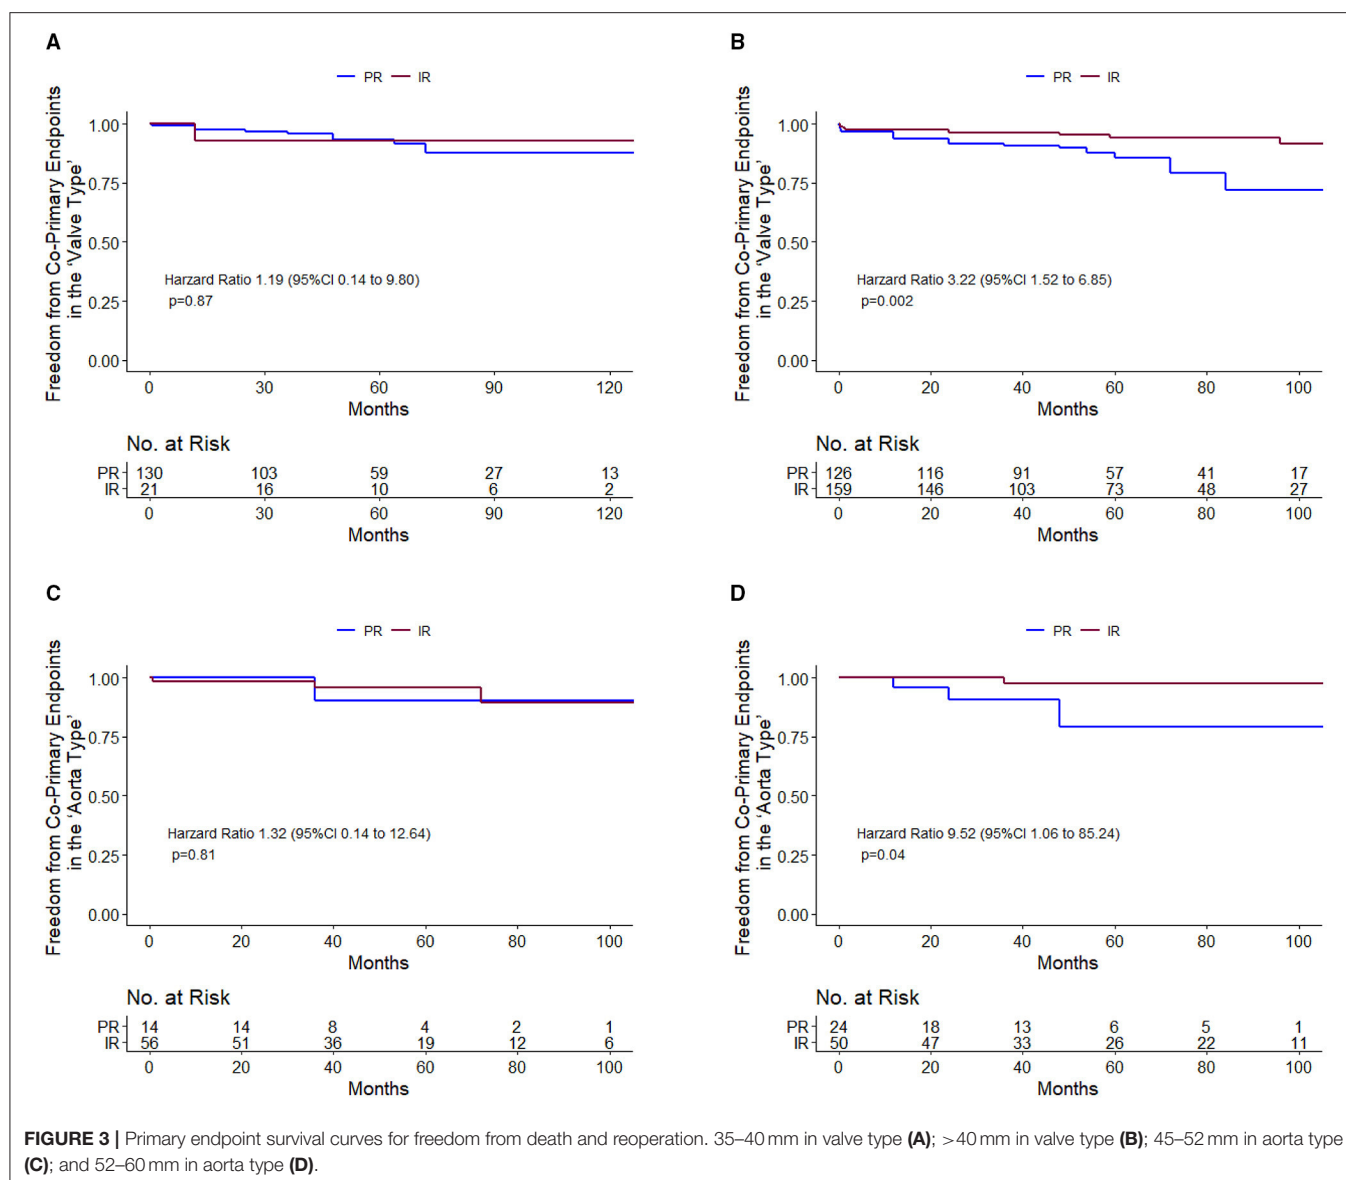 A
PR IR
Freedom from Co-Primary Endpoints
in the 'Valve Type'
1.00
0.75
0.50
0.25
0.00
Harzard Ratio 1.19 (95%CI 0.14 to 9.80)
p=0.87
0 30 60 90 120
Months
No. at Risk
PR 130 103 59 27 13
IR 21 16 10 6 2
0 30 60 90 120
Months
B
PR IR
Freedom from Co-Primary Endpoints
in the 'Valve Type'
1.00
0.75
0.50
0.25
0.00
Harzard Ratio 3.22 (95%CI 1.52 to 6.85)
p=0.002
0 20 40 60 80 100
Months
No. at Risk
PR 126 116 91 57 41 17
IR 159 146 103 73 48 27
0 20 40 60 80 100
Months
C
PR IR
Freedom from Co-Primary Endpoints
in the 'Aorta Type'
1.00
0.75
0.50
0.25
0.00
Harzard Ratio 1.32 (95%CI 0.14 to 12.64)
p=0.81
0 20 40 60 80 100
Months
No. at Risk
PR 14 14 8 4 2 1
IR 56 51 36 19 12 6
0 20 40 60 80 100
Months
D
PR IR
Freedom from Co-Primary Endpoints
in the 'Aorta Type'
1.00
0.75
0.50
0.25
0.00
Harzard Ratio 9.52 (95%CI 1.06 to 85.24)
p=0.04
0 20 40 60 80 100
Months
No. at Risk
PR 24 18 13 6 5 1
IR 50 47 33 26 22 11
0 20 40 60 80 100
Months
FIGURE 3 | Primary endpoint survival curves for freedom from death and reoperation. 35–40 mm in valve type (A); >40 mm in valve type (B); 45–52 mm in aorta type
(C); and 52–60 mm in aorta type (D).